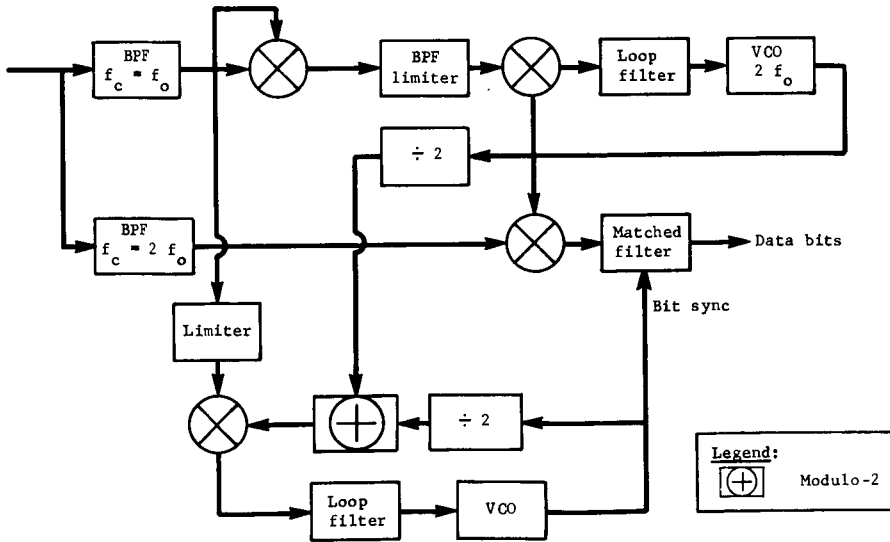 BPF
f_c = f_o
BPF
limiter
Loop
filter
VCO
2 f_o
÷ 2
BPF
f_c = 2 f_o
Matched
filter
Data bits
Bit sync
Limiter
÷ 2
Loop
filter
VCO
Legend:
Modulo-2